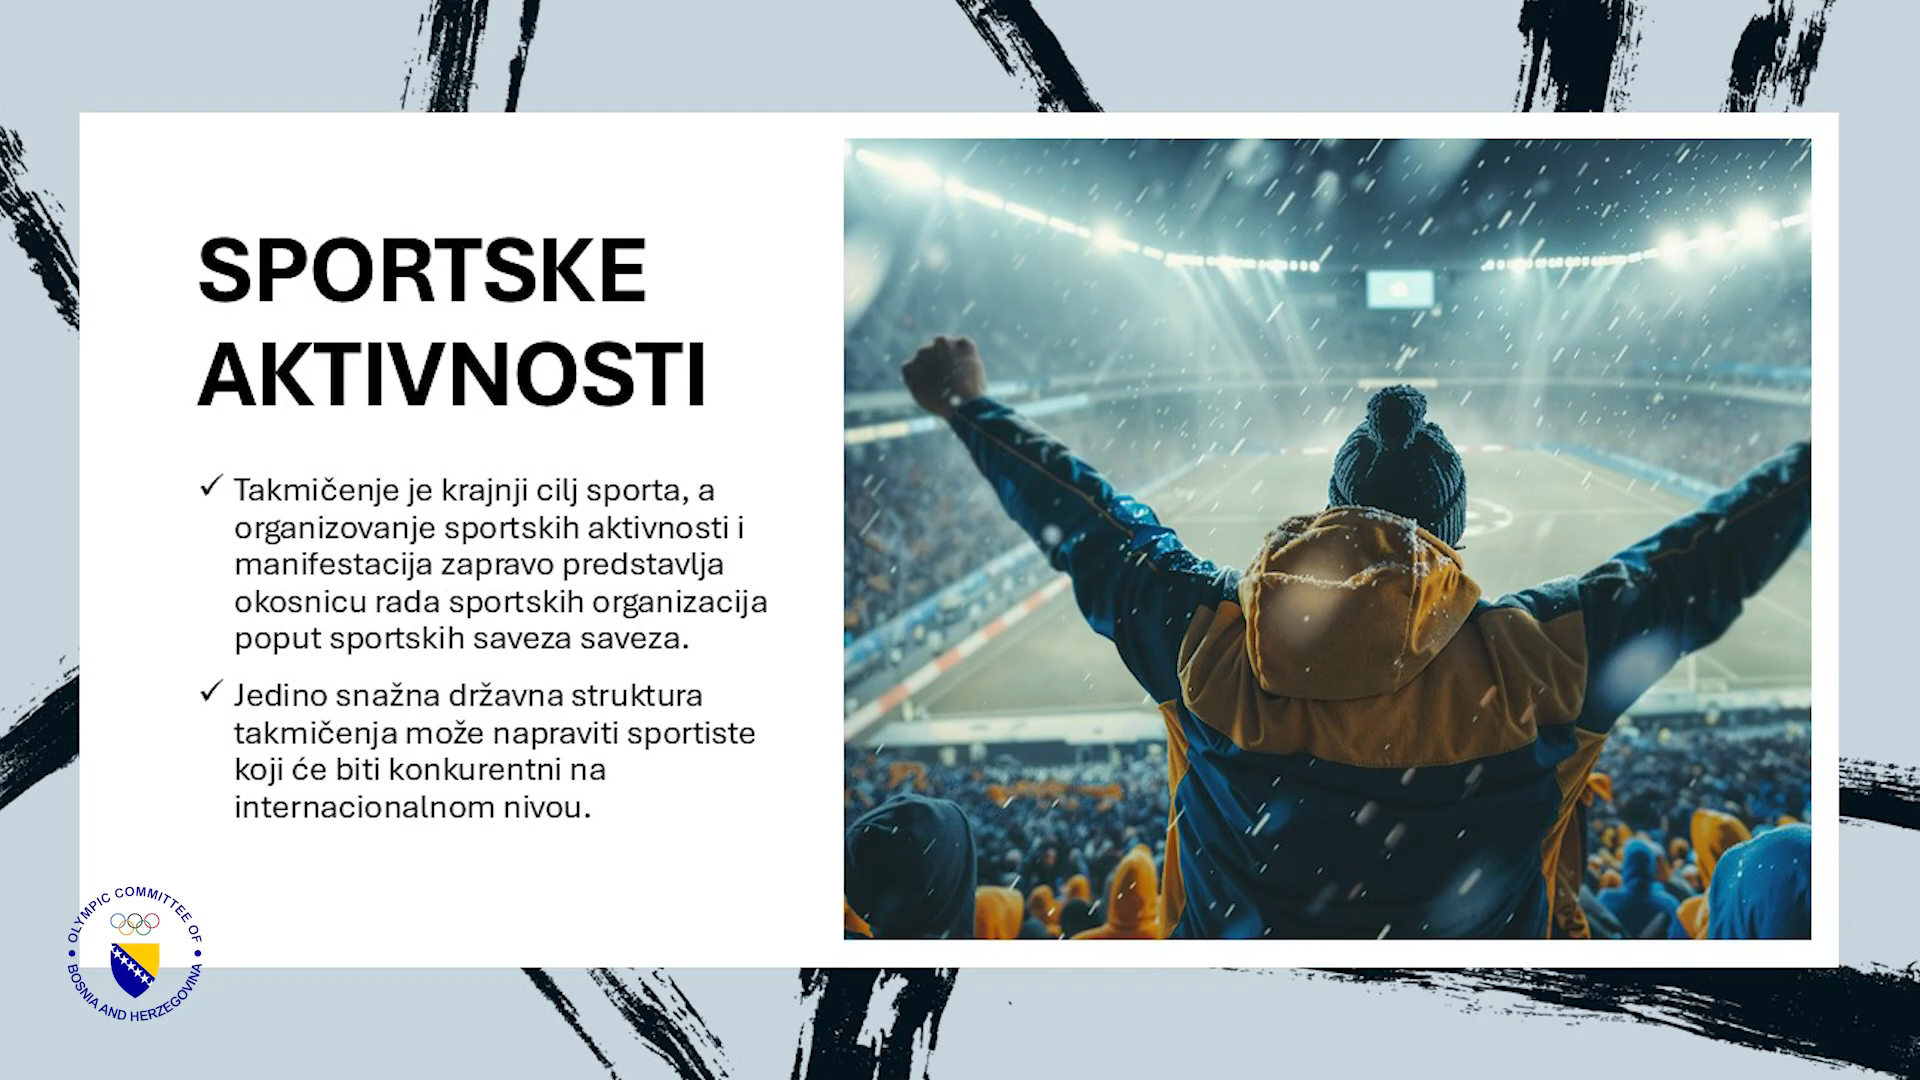 SPORTSKE
AKTIVNOSTI
✓ Takmičenje je krajnji cilj sporta, a
organizovanje sportskih aktivnosti i
manifestacija zapravo predstavlja
okosnicu rada sportskih organizacija
poput sportskih saveza saveza.
✓ Jedino snažna državna struktura
takmičenja može napraviti sportiste
koji će biti konkurentni na
internacionalnom nivou.
OLYMPIC COMMITTEE OF
BOSNIA AND HERZEGOVINA